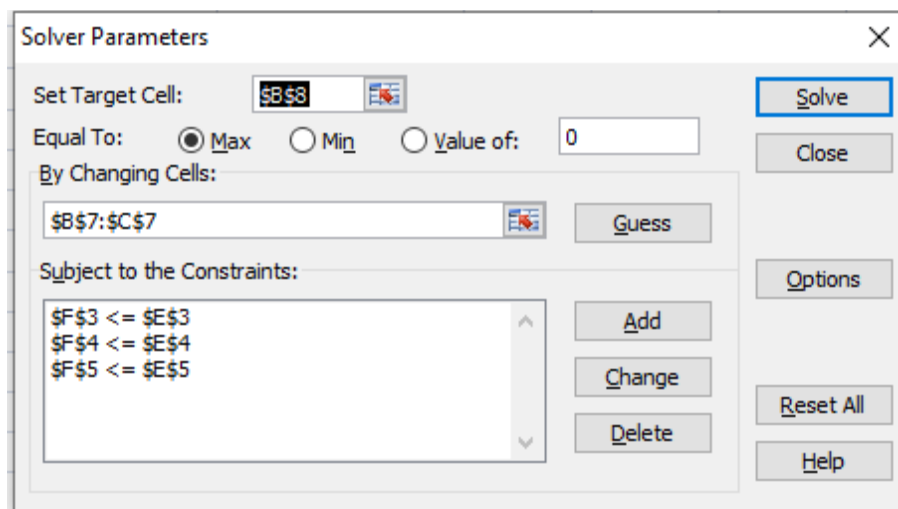 Solver Parameters
Set Target Cell: $B$8
Solve
Equal To: Max Min Value of: 0
Close
By Changing Cells:
$B$7:$C$7
Guess
Subject to the Constraints:
Options
$F$3 <= $E$3
Add
$F$4 <= $E$4
$F$5 <= $E$5
Change
Reset All
Delete
Help